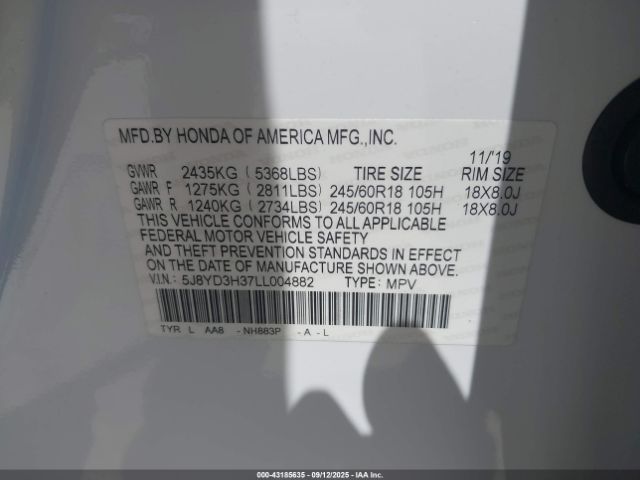 MFD.BY HONDA OF AMERICA MFG.,INC.
11/'19
GVWR 2435KG ( 5368LBS) TIRE SIZE RIM SIZE
GAWR F 1275KG ( 2811LBS) 245/60R18 105H 18X8.0J
GAWR R 1240KG ( 2734LBS) 245/60R18 105H 18X8.0J
THIS VEHICLE CONFORMS TO ALL APPLICABLE
FEDERAL MOTOR VEHICLE SAFETY
AND THEFT PREVENTION STANDARDS IN EFFECT
ON THE DATE OF MANUFACTURE SHOWN ABOVE.
V.I.N.: 5J8YD3H37LL004882 TYPE: MPV
TYR L AA8 - NH883P - A - L
000-43185635 - 09/12/2025 - IAA Inc.